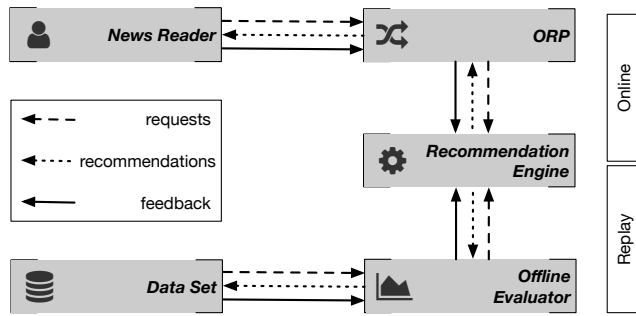 News Reader
ORP
Online
requests
recommendations
feedback
Recommendation
Engine
Replay
Data Set
Offline
Evaluator